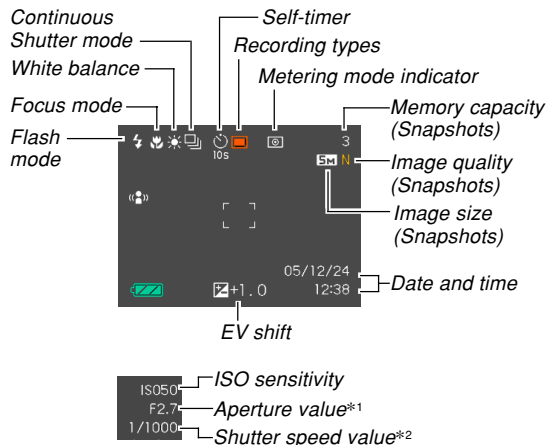 Continuous
Shutter mode
Self-timer
Recording types
White balance
Metering mode indicator
Focus mode
Memory capacity
(Snapshots)
Flash
mode
10s
3
5M N
Image quality
(Snapshots)
Image size
(Snapshots)
05/12/24
12:38
Date and time
+1.0
EV shift
ISO50
ISO sensitivity
F2.7
Aperture value*1
1/1000
Shutter speed value*2